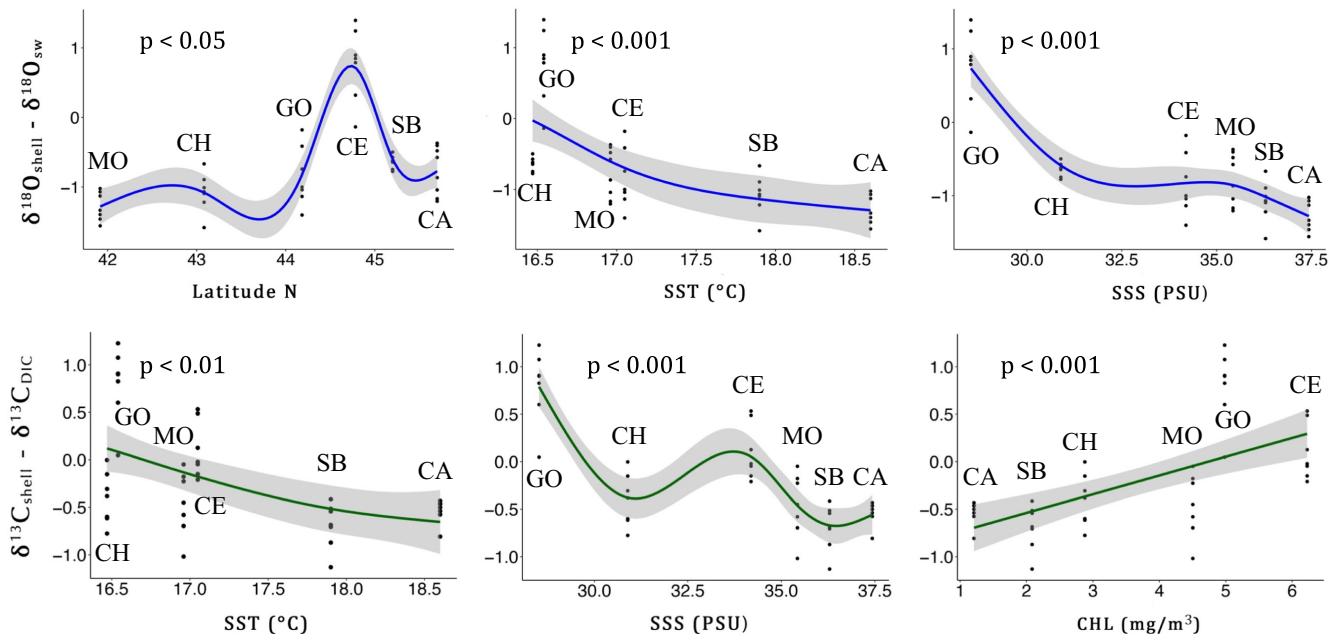 δ¹⁸O_shell - δ¹⁸O_sw
p < 0.05
1
0
−1
MO
CH
GO
CE
SB
CA
42
43
44
45
Latitude N
p < 0.001
1
0
−1
GO
CE
CH
MO
SB
CA
16.5
17.0
17.5
18.0
18.5
SST (°C)
p < 0.001
1
0
−1
GO
CH
CE
MO
SB
CA
30.0
32.5
35.0
37.5
SSS (PSU)
δ¹³C_shell - δ¹³C_DIC
p < 0.01
1.0
0.5
0.0
−0.5
−1.0
GO
MO
CH
CE
SB
CA
16.5
17.0
17.5
18.0
18.5
SST (°C)
p < 0.001
1.0
0.5
0.0
−0.5
−1.0
GO
CH
CE
MO
SB
CA
30.0
32.5
35.0
37.5
SSS (PSU)
p < 0.001
1.0
0.5
0.0
−0.5
−1.0
CA
SB
CH
MO
GO
CE
1
2
3
4
5
6
CHL (mg/m³)